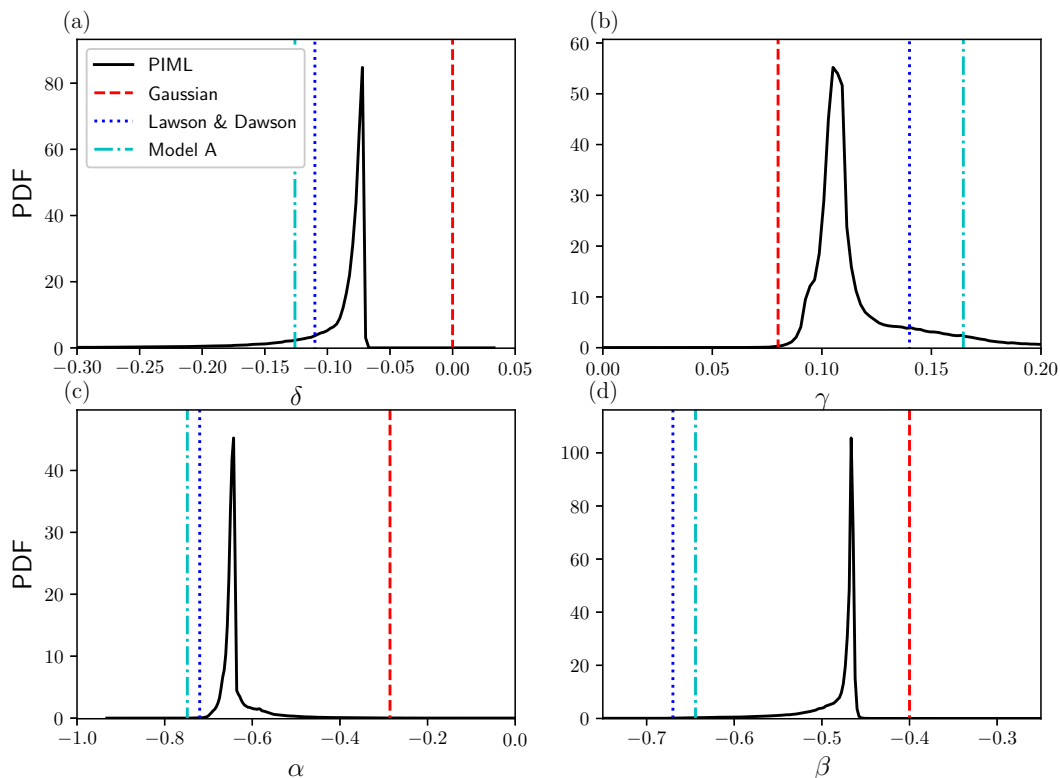 (a)
(b)
PDF
80
60
40
20
0
PIML
Gaussian
Lawson & Dawson
Model A
−0.30 −0.25 −0.20 −0.15 −0.10 −0.05 0.00 0.05
δ
60
50
40
30
20
10
0
0.00 0.05 0.10 0.15 0.20
γ
(c)
(d)
PDF
40
30
20
10
0
−1.0 −0.8 −0.6 −0.4 −0.2 0.0
α
100
80
60
40
20
0
−0.7 −0.6 −0.5 −0.4 −0.3
β